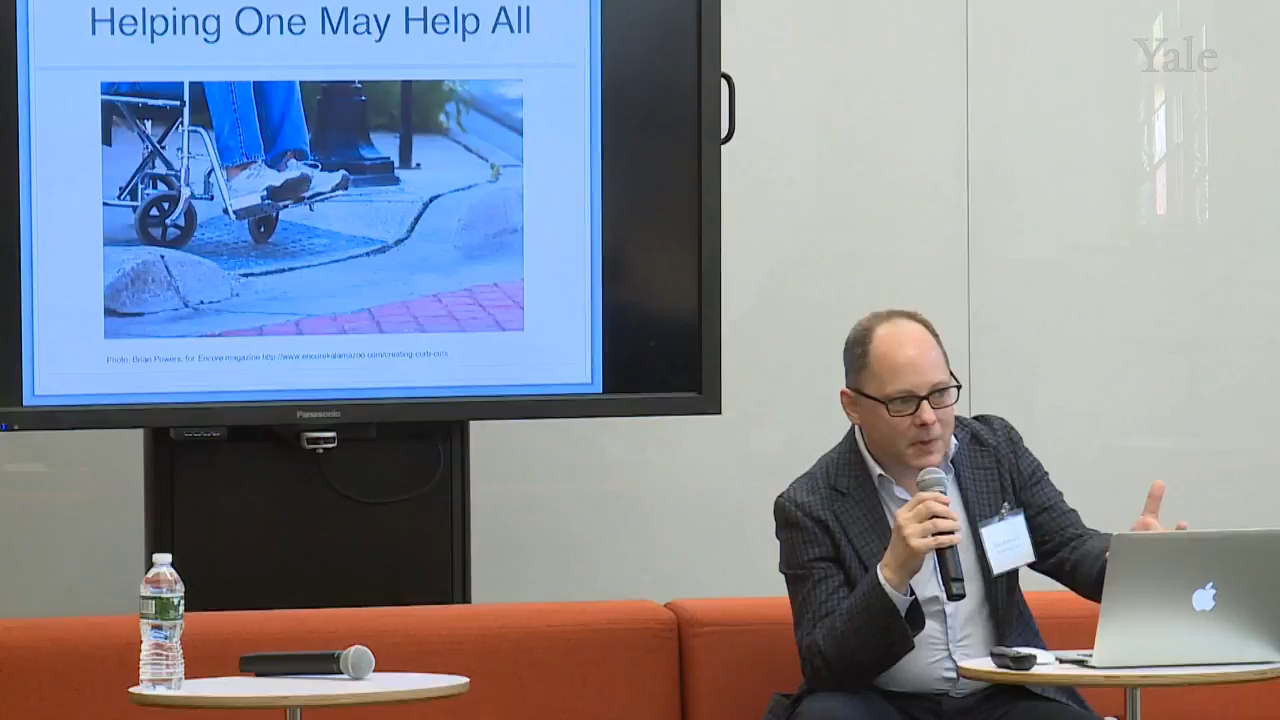 Helping One May Help All
Yale
Photo: Brian Powers, for Encore magazine http://www.encorekalamazoo.com/creating-curb-cuts
Panasonic